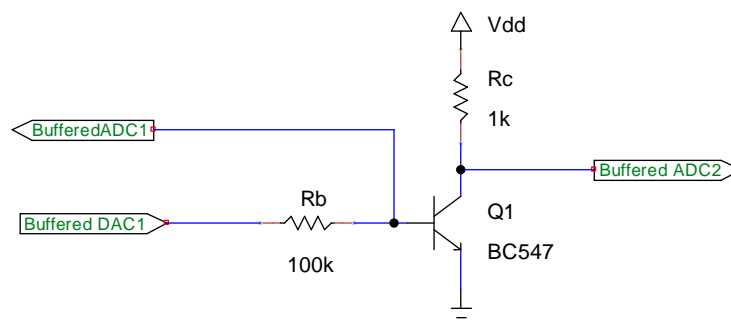 Vdd
Rc
1k
BufferedADC1
Buffered ADC2
Rb
Buffered DAC1
Q1
100k
BC547